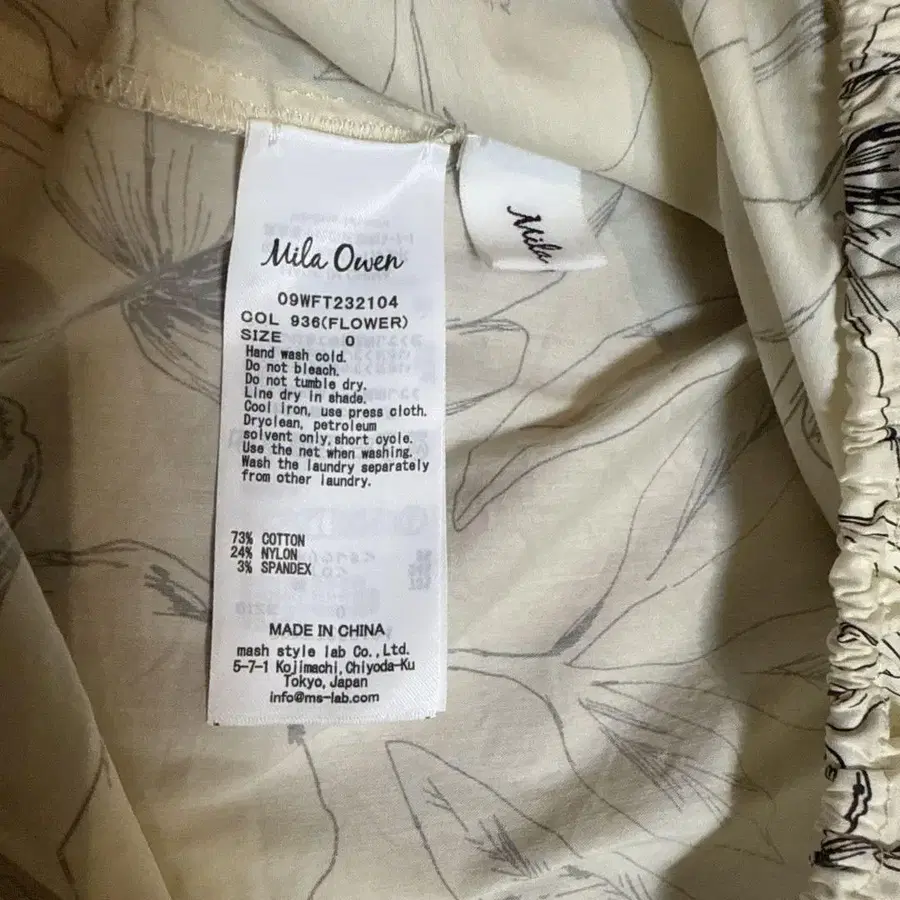 Mila Owen
09WFT232104
COL 936(FLOWER)
SIZE 0
Hand wash cold.
Do not bleach.
Do not tumble dry.
Line dry in shade.
Cool iron, use press cloth.
Dryclean, petroleum
solvent only, short cycle.
Use the net when washing.
Wash the laundry separately
from other laundry.
73% COTTON
24% NYLON
3% SPANDEX
MADE IN CHINA
mash style lab Co., Ltd.
5-7-1 Kojimachi, Chiyoda-Ku
Tokyo, Japan
info@ms-lab.com
Mila